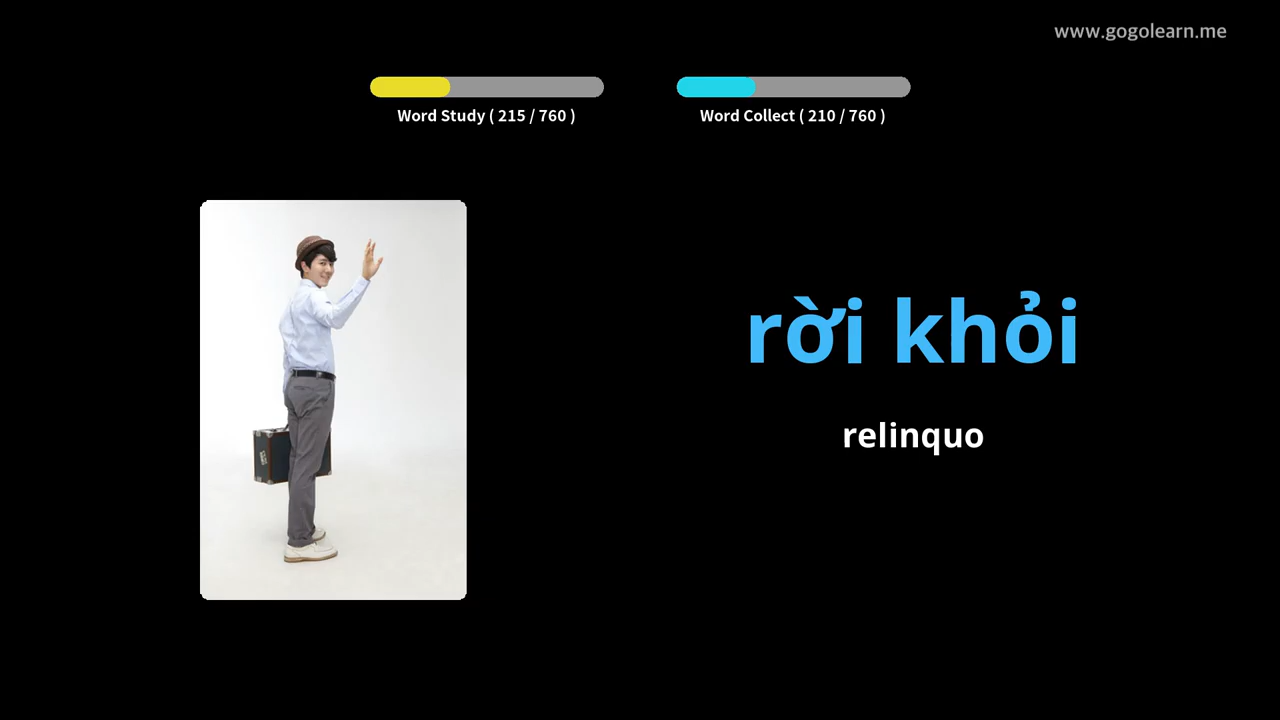 www.gogolearn.me
Word Study ( 215 / 760 )
Word Collect ( 210 / 760 )
rời khỏi
relinquo